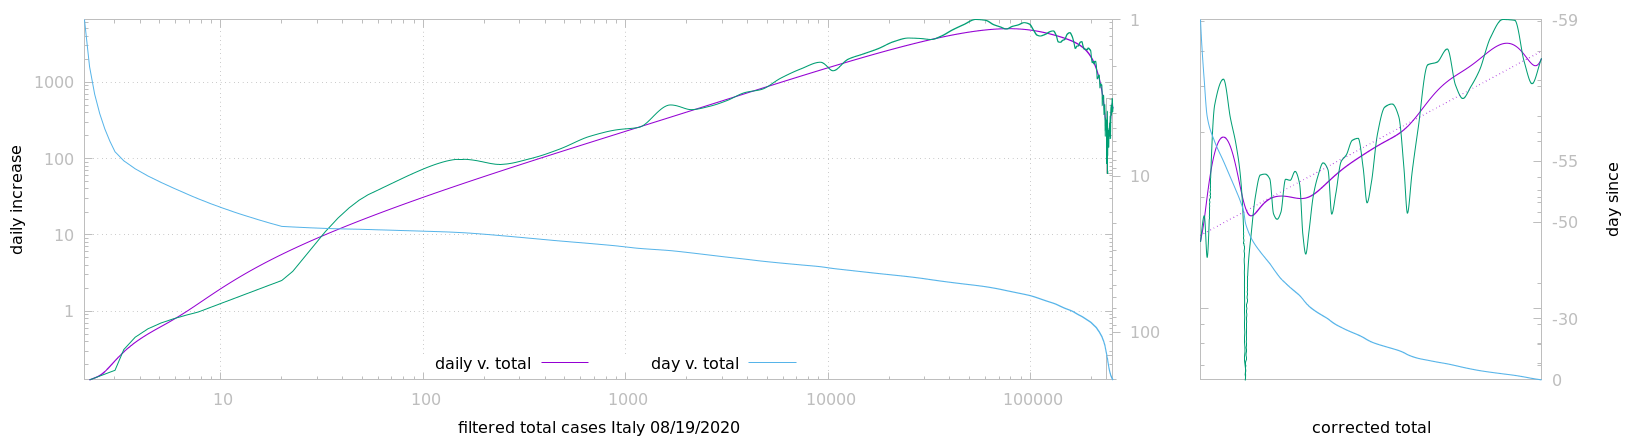 1
-59
1000
daily increase
100
-55
10
day since
-50
10
1
-30
100
daily v. total
day v. total
0
10
100
1000
10000
100000
filtered total cases Italy 08/19/2020
corrected total